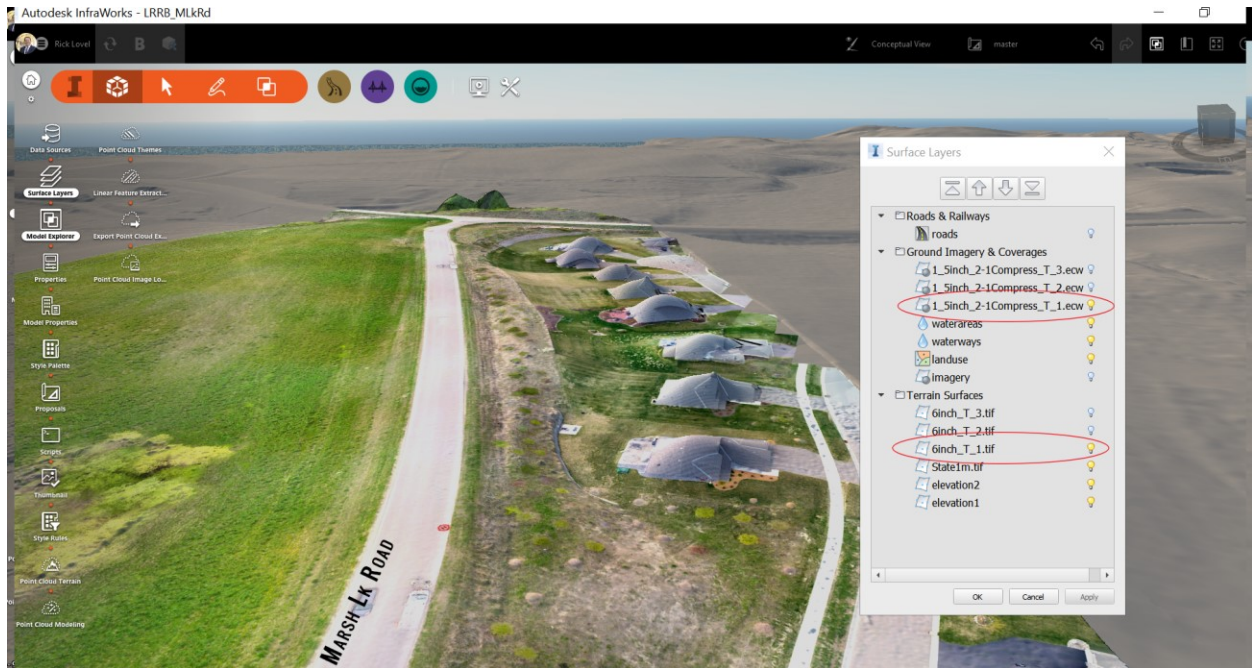 Autodesk InfraWorks - LRRB_MLkRd
Rick Lovel
B
Conceptual View
master
Data Sources
Point Cloud Themes
Surface Layers
Linear Feature Extract...
Model Explorer
Export Point Cloud Ex...
Properties
Point Cloud Image Lo...
Model Properties
Style Palette
Proposals
Scripts
Thumbnail
Style Rules
Point Cloud Terrain
Point Cloud Modeling
MARSH LK ROAD
Surface Layers
Roads & Railways
roads
Ground Imagery & Coverages
1_5inch_2-1Compress_T_3.ecw
1_5inch_2-1Compress_T_2.ecw
1_5inch_2-1Compress_T_1.ecw
waterareas
waterways
landuse
imagery
Terrain Surfaces
6inch_T_3.tif
6inch_T_2.tif
6inch_T_1.tif
State1m.tif
elevation2
elevation1
OK Cancel Apply